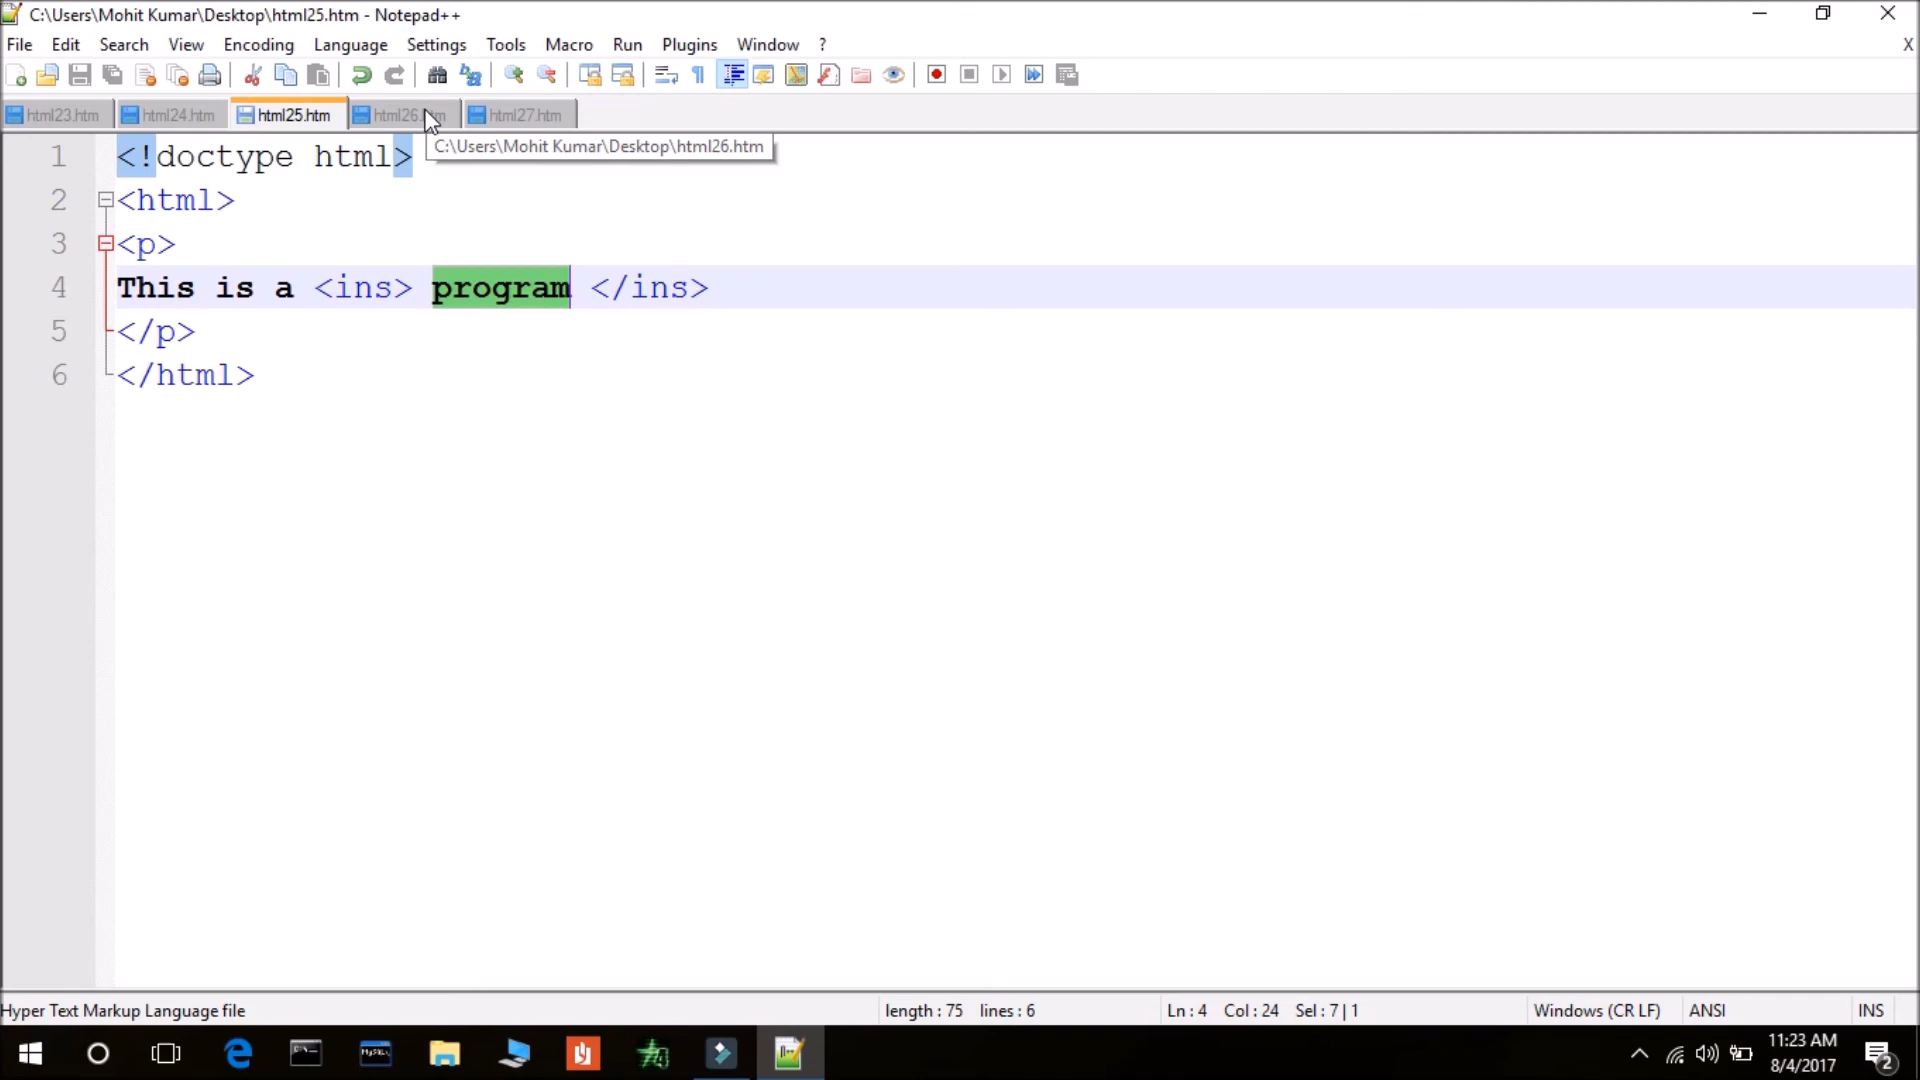 C:\Users\Mohit Kumar\Desktop\html25.htm - Notepad++
File Edit Search View Encoding Language Settings Tools Macro Run Plugins Window ? X
html23.htm html24.htm html25.htm html26.htm html27.htm
C:\Users\Mohit Kumar\Desktop\html26.htm
1 <!doctype html>
2 <html>
3 <p>
4 This is a <ins> program </ins>
5 </p>
6 </html>
Hyper Text Markup Language file length : 75 lines : 6 Ln : 4 Col : 24 Sel : 7 | 1 Windows (CR LF) ANSI INS
11:23 AM
8/4/2017
2